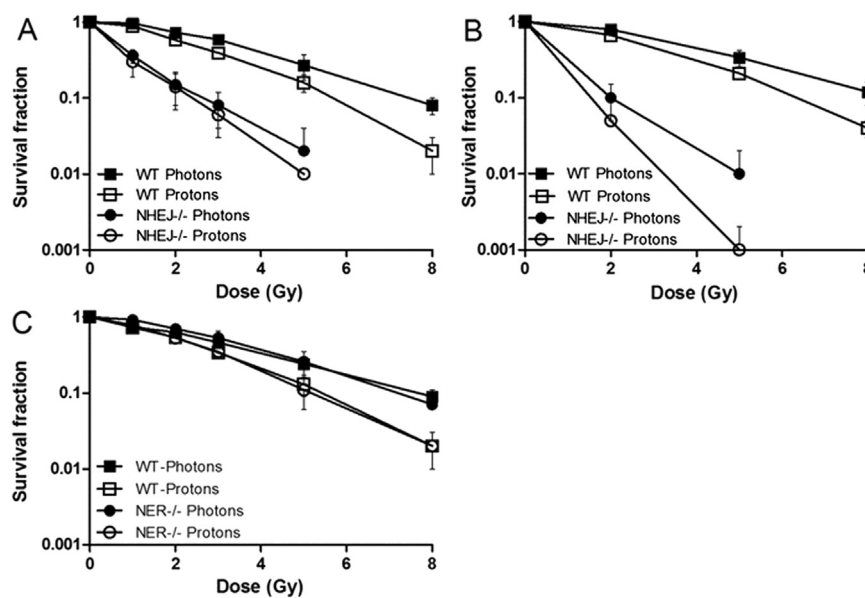 A
Survival fraction
1
0.1
0.01
0.001
WT Photons
WT Protons
NHEJ-/- Photons
NHEJ-/- Protons
0 2 4 6 8
Dose (Gy)
B
Survival fraction
1
0.1
0.01
0.001
WT Photons
WT Protons
NHEJ-/- Photons
NHEJ-/- Protons
0 2 4 6 8
Dose (Gy)
C
Survival fraction
1
0.1
0.01
0.001
WT-Photons
WT-Protons
NER-/- Photons
NER-/- Protons
0 2 4 6 8
Dose (Gy)